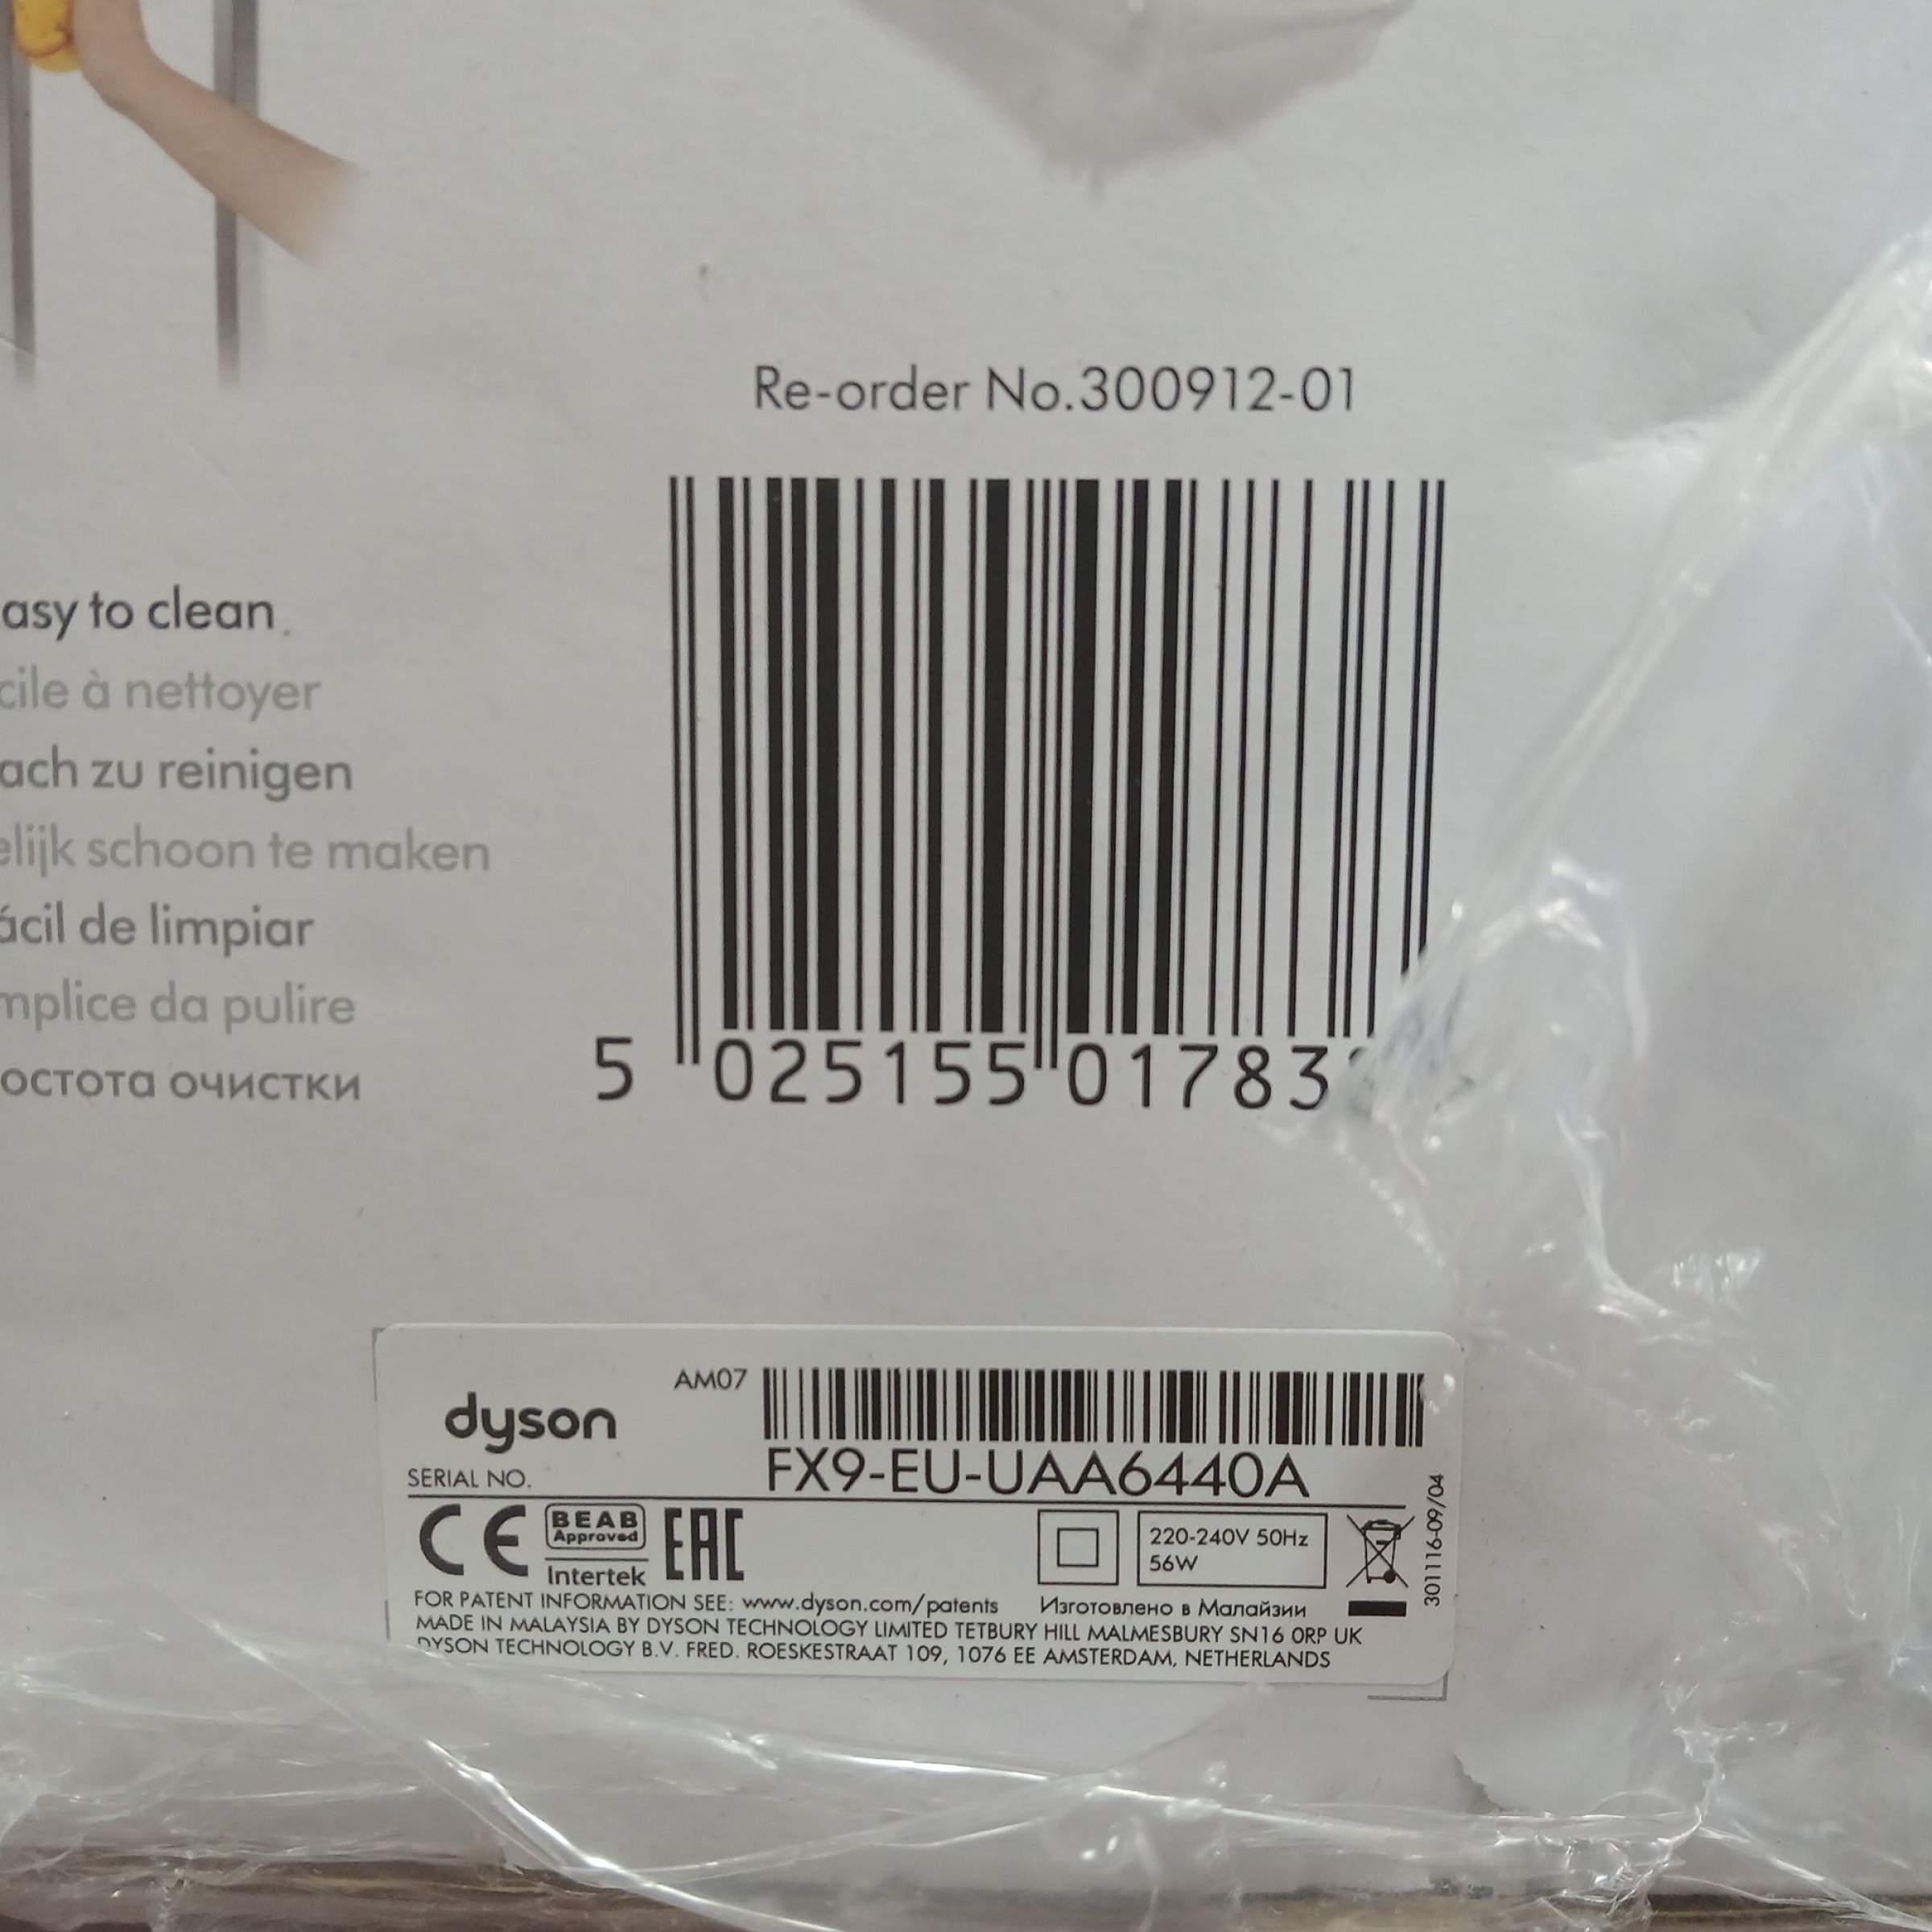 Re-order No.300912-01
asy to clean.
cile à nettoyer
ach zu reinigen
elijk schoon te maken
ácil de limpiar
mplice da pulire
остота очистки
5 025155 01783
dyson
AM07
SERIAL NO.
FX9-EU-UAA6440A
CE
BEAB
Approved
Intertek
EAC
220-240V 50Hz
56W
301116-09/04
FOR PATENT INFORMATION SEE: www.dyson.com/patents
Изготовлено в Малайзии
MADE IN MALAYSIA BY DYSON TECHNOLOGY LIMITED TETBURY HILL MALMESBURY SN16 0RP UK
DYSON TECHNOLOGY B.V. FRED. ROESKESTRAAT 109, 1076 EE AMSTERDAM, NETHERLANDS